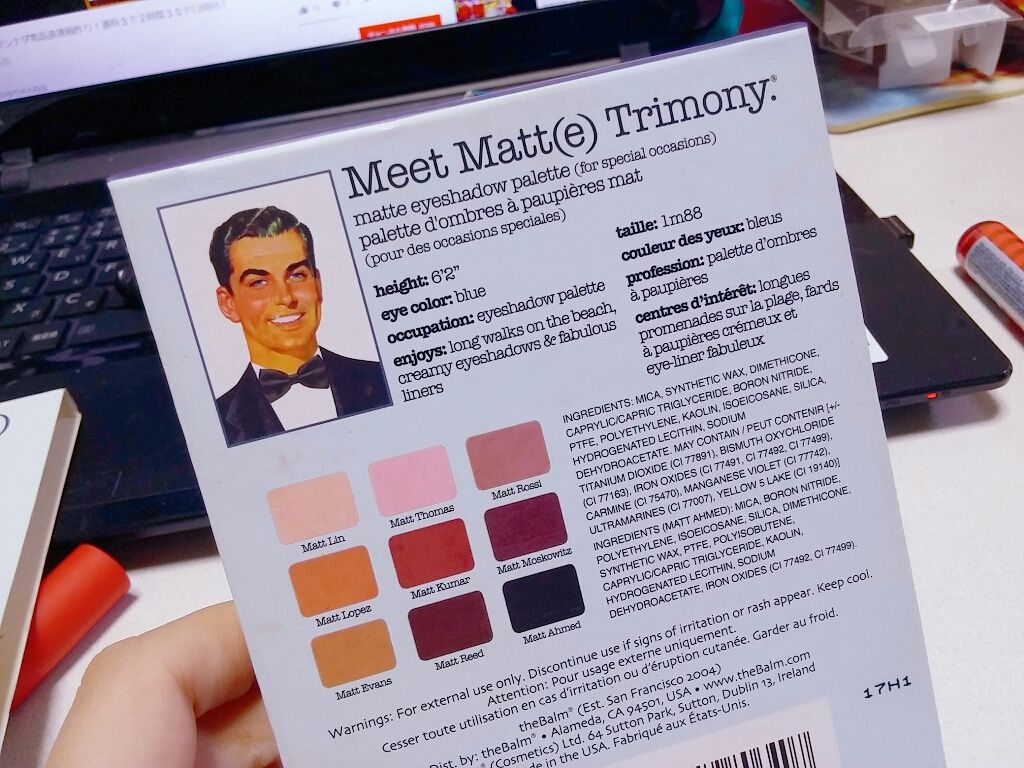 Meet Matt(e) Trimony.®
matte eyeshadow palette (for special occasions)
palette d'ombres à paupières mat
(pour des occasions speciales)
height: 6'2"
eye color: blue
occupation: eyeshadow palette
enjoys: long walks on the beach,
creamy eyeshadows & fabulous
liners
taille: 1m88
couleur des yeux: bleus
profession: palette d'ombres
à paupières
centres d'intérêt: longues
promenades sur la plage, fards
à paupières crémeux et
eye-liner fabuleux
Matt Lin
Matt Thomas
Matt Rossi
Matt Lopez
Matt Kumar
Matt Moskowitz
Matt Evans
Matt Reed
Matt Ahmed
INGREDIENTS: MICA, SYNTHETIC WAX, DIMETHICONE,
CAPRYLIC/CAPRIC TRIGLYCERIDE, BORON NITRIDE,
PTFE, POLYETHYLENE, KAOLIN, ISOEICOSANE, SILICA,
HYDROGENATED LECITHIN, SODIUM
DEHYDROACETATE. MAY CONTAIN / PEUT CONTENIR [+/-
TITANIUM DIOXIDE (CI 77891), BISMUTH OXYCHLORIDE
(CI 77163), IRON OXIDES (CI 77491, CI 77492, CI 77499),
CARMINE (CI 75470), MANGANESE VIOLET (CI 77742),
ULTRAMARINES (CI 77007), YELLOW 5 LAKE (CI 19140)]
INGREDIENTS (MATT AHMED): MICA, BORON NITRIDE,
POLYETHYLENE, ISOEICOSANE, SILICA, DIMETHICONE,
SYNTHETIC WAX, PTFE, POLYISOBUTENE,
CAPRYLIC/CAPRIC TRIGLYCERIDE, KAOLIN,
HYDROGENATED LECITHIN, SODIUM
DEHYDROACETATE, IRON OXIDES (CI 77492, CI 77499).
Warnings: For external use only. Discontinue use if signs of irritation or rash appear. Keep cool.
Attention: Pour usage externe uniquement.
Cesser toute utilisation en cas d'irritation ou d'éruption cutanée. Garder au froid.
theBalm® (Est. San Francisco 2004)
Dist. by: theBalm® • Alameda, CA 94501, USA • www.theBalm.com
(Cosmetics) Ltd. 64 Sutton Park, Sutton, Dublin 13, Ireland
in the USA. Fabriqué aux États-Unis.
17H1